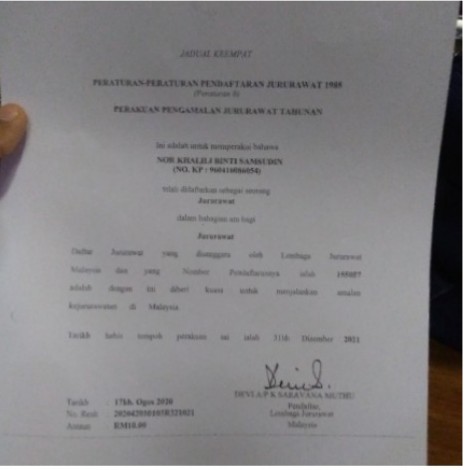 JADUAL KEEMPAT
PERATURAN-PERATURAN PENDAFTARAN JURURAWAT 1985
(Peraturan 8)
PERAKUAN PENGAMALAN JURURAWAT TAHUNAN
Ini adalah untuk memperakui bahawa
NOR KHALILI BINTI SAMSUDIN
(NO. KP : 960410086054)
telah didaftarkan sebagai seorang
Jururawat
dalam bahagian am bagi
Jururawat
Daftar Jururawat yang disenggara oleh Lembaga Jururawat
Malaysia dan yang Nombor Pendaftarannya ialah
adalah dengan ini diberi kuasa untuk menjalankan amalan
kejururawatan di Malaysia.
Tarikh habis tempoh perakuan ini ialah 31hb. Disember 2021
DEVI A/P K SARAVANA MUTHU
Tarikh : 17hb. Ogos 2020
Pendaftar,
No. Resit :
Lembaga Jururawat
Amaun : RM10.00
Malaysia